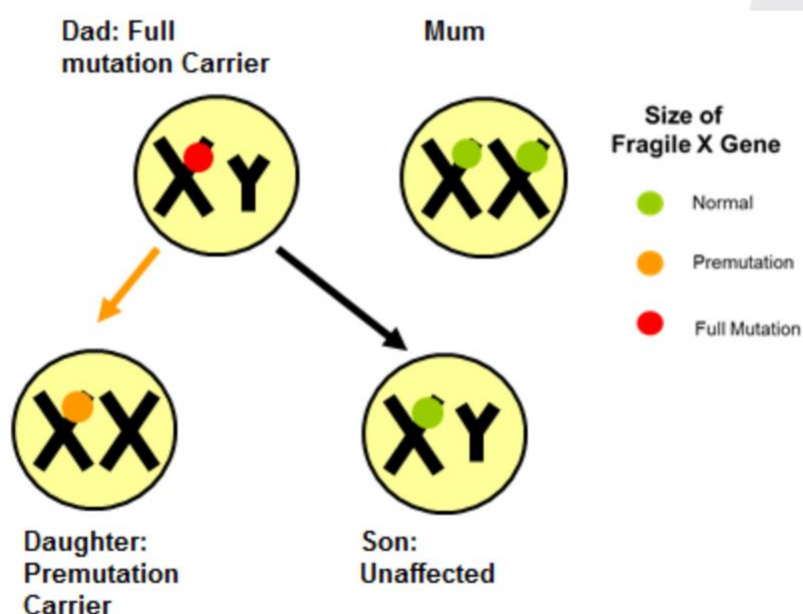 Dad: Full
mutation Carrier
Mum
X Y
X X
Size of
Fragile X Gene
Normal
Premutation
Full Mutation
X X
X Y
Daughter:
Premutation
Carrier
Son:
Unaffected